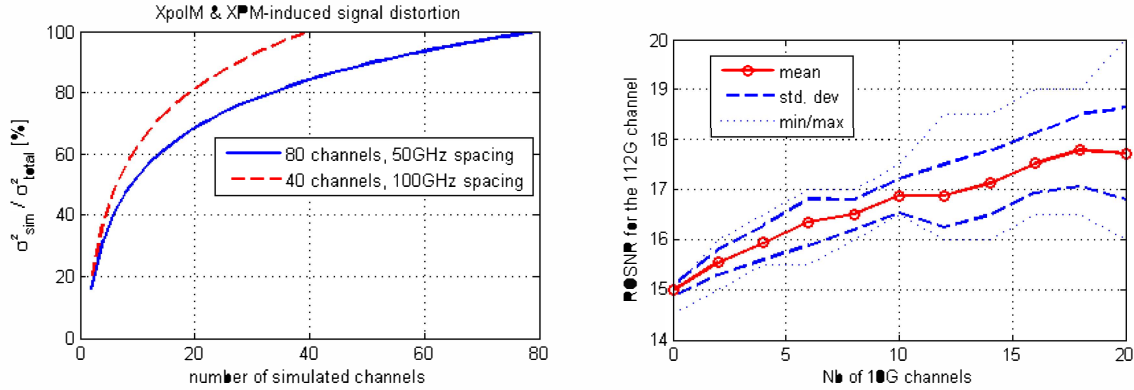 XpolM & XPM-induced signal distortion
σ²sim / σ²total [%]
100
80
60
40
20
0
80 channels, 50GHz spacing
40 channels, 100GHz spacing
0 20 40 60 80
number of simulated channels
ROSNR for the 112G channel
20
19
18
17
16
15
14
mean
std. dev
min/max
0 5 10 15 20
Nb of 10G channels